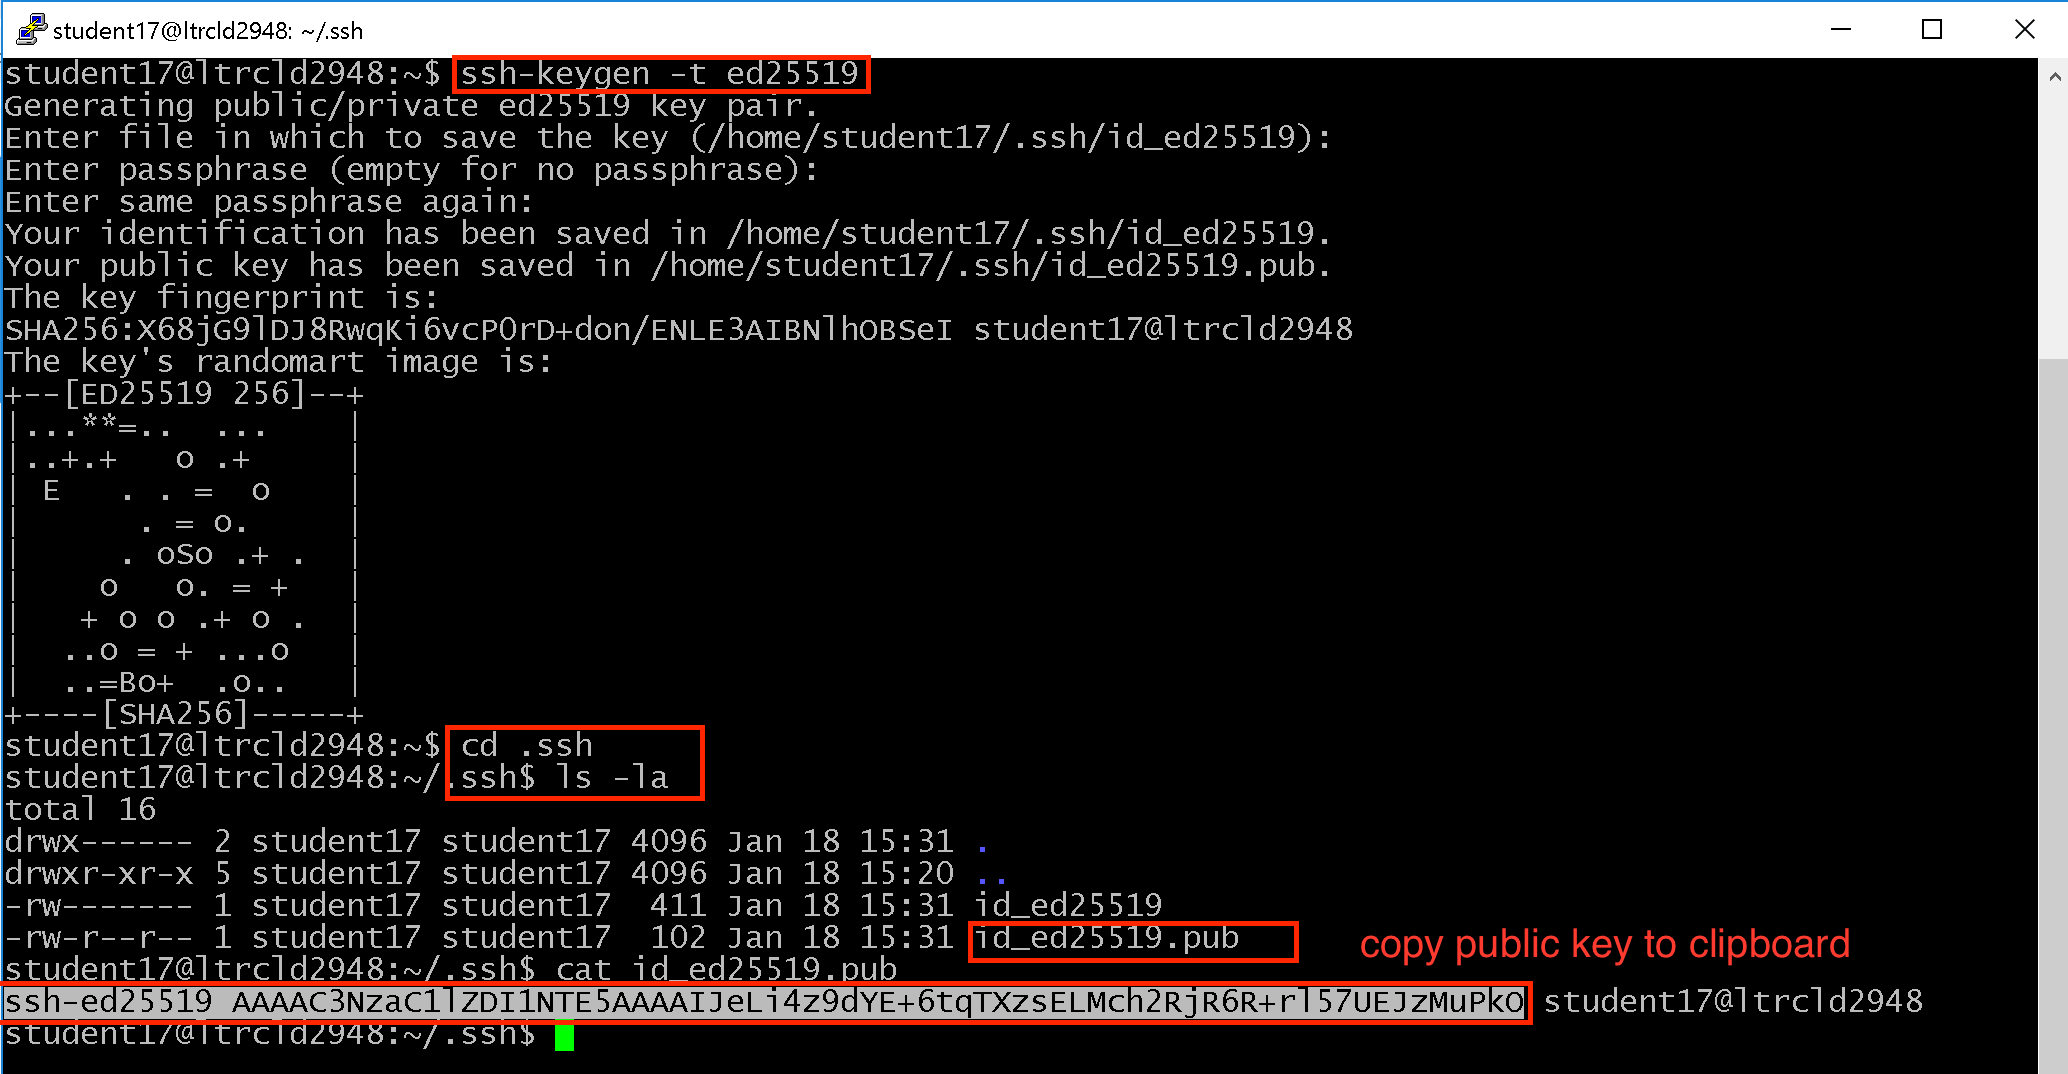 student17@ltrcld2948: ~/.ssh
student17@ltrcld2948:~$ ssh-keygen -t ed25519
Generating public/private ed25519 key pair.
Enter file in which to save the key (/home/student17/.ssh/id_ed25519):
Enter passphrase (empty for no passphrase):
Enter same passphrase again:
Your identification has been saved in /home/student17/.ssh/id_ed25519.
Your public key has been saved in /home/student17/.ssh/id_ed25519.pub.
The key fingerprint is:
SHA256:X68jG9lDJ8RwqKi6vcP0rD+don/ENLE3AIBNlhOBSeI student17@ltrcld2948
The key's randomart image is:
+--[ED25519 256]--+
|...**=..  ...    |
|..+.+   o .+     |
| E   . . =  o    |
|      . = o.     |
|     . oSo .+ .  |
|    o   o. = +   |
|   + o o .+ o .  |
|  ..o = + ...o   |
|  ..=Bo+  .o..   |
+----[SHA256]-----+
student17@ltrcld2948:~$ cd .ssh
student17@ltrcld2948:~/.ssh$ ls -la
total 16
drwx------ 2 student17 student17 4096 Jan 18 15:31 .
drwxr-xr-x 5 student17 student17 4096 Jan 18 15:20 ..
-rw------- 1 student17 student17  411 Jan 18 15:31 id_ed25519
-rw-r--r-- 1 student17 student17  102 Jan 18 15:31 id_ed25519.pub
copy public key to clipboard
student17@ltrcld2948:~/.ssh$ cat id_ed25519.pub
ssh-ed25519 AAAAC3NzaC1lZDI1NTE5AAAAIJeLi4z9dYE+6tqTXzsELMch2RjR6R+rl57UEJzMuPkO student17@ltrcld2948
student17@ltrcld2948:~/.ssh$